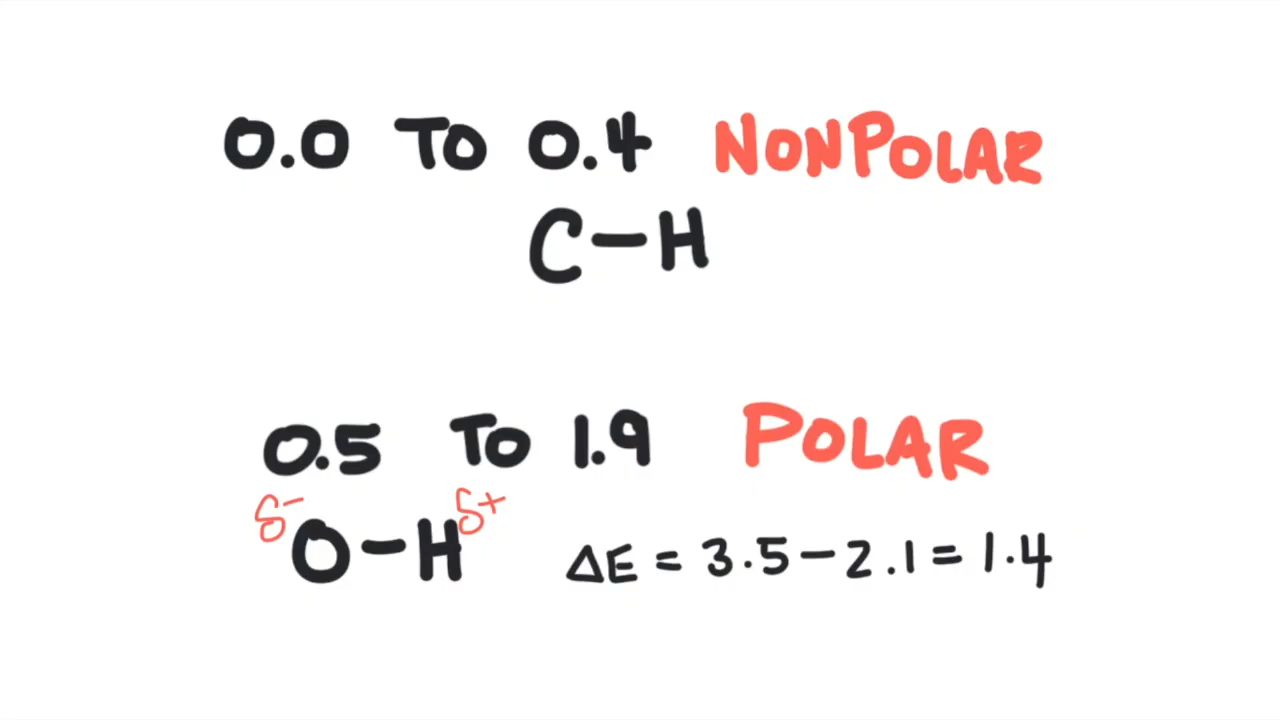 0.0 TO 0.4 NONPOLAR
C-H
0.5 TO 1.9 POLAR
δ- O-H δ+ ΔE = 3.5-2.1 = 1.4